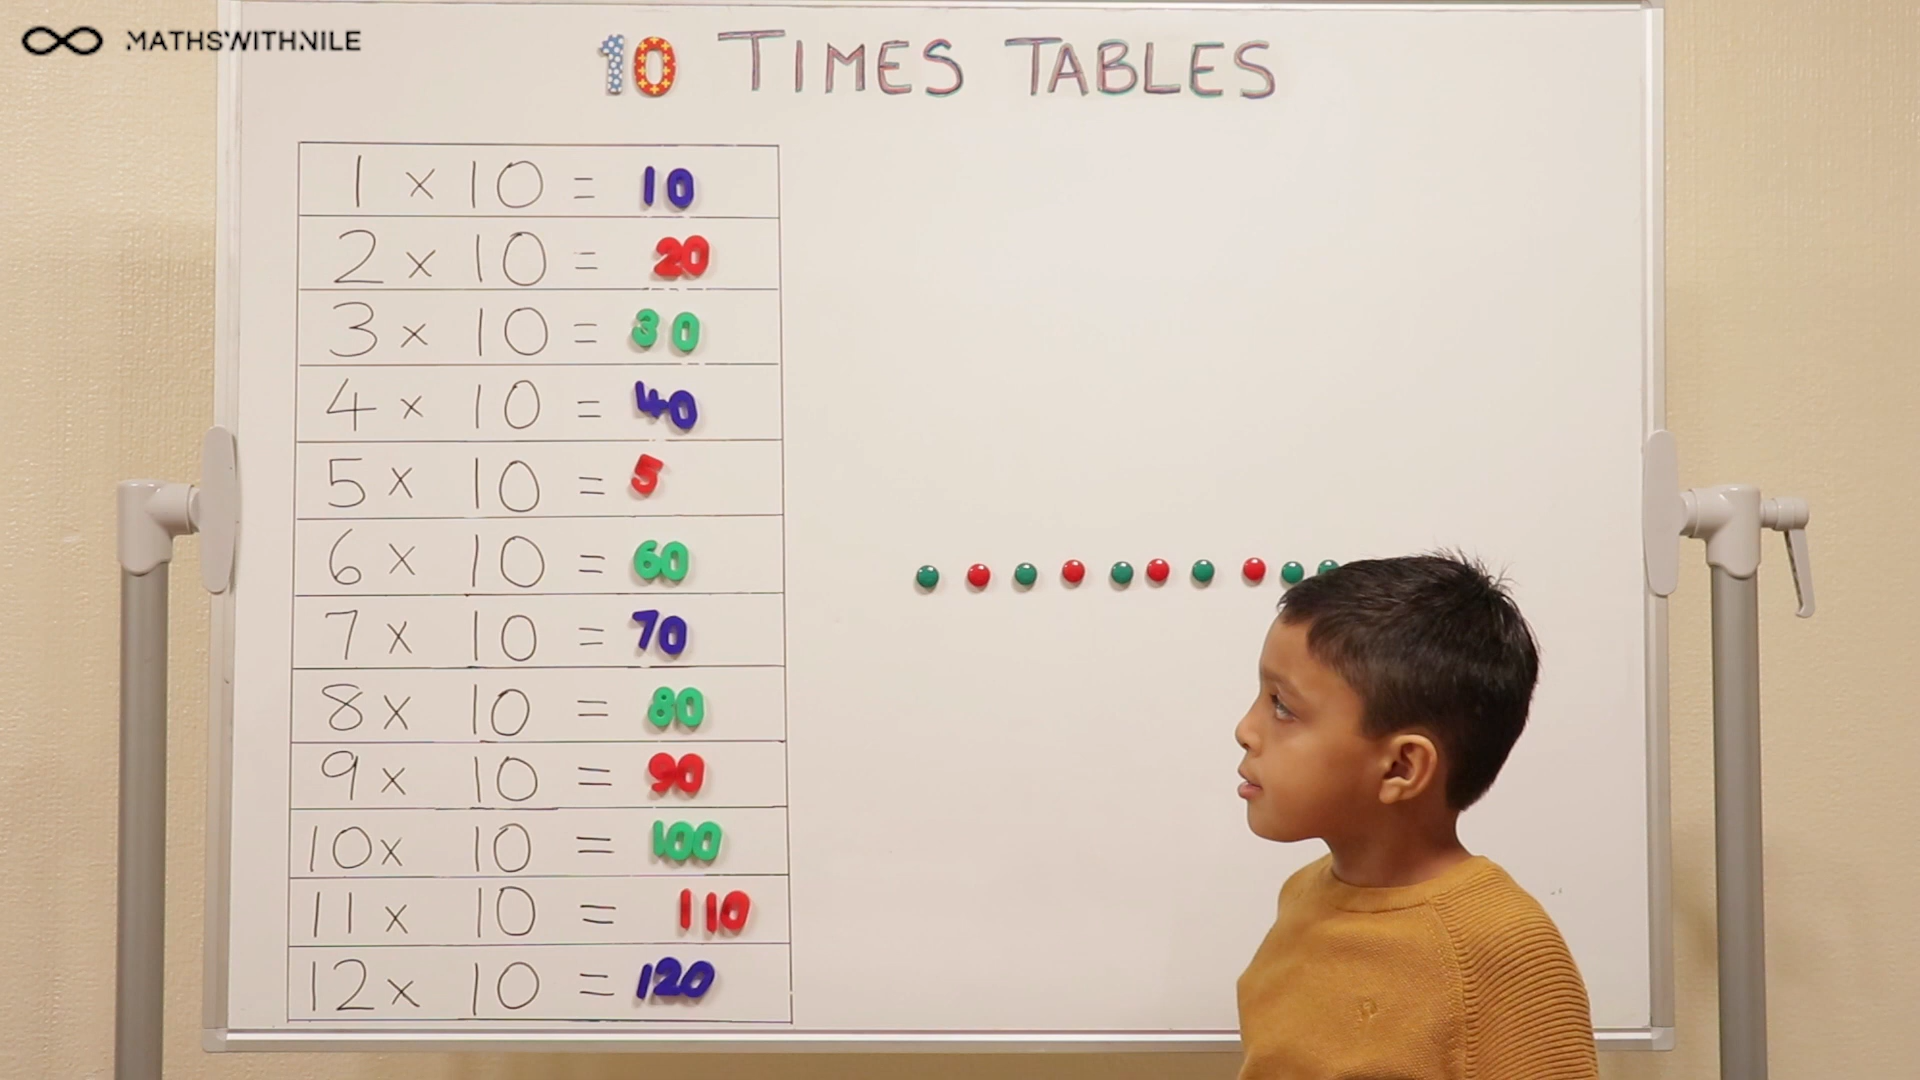 MATHSWITHNILE
10 TIMES TABLES
1 × 10 = 10
2 × 10 = 20
3 × 10 = 30
4 × 10 = 40
5 × 10 = 5
6 × 10 = 60
7 × 10 = 70
8 × 10 = 80
9 × 10 = 90
10 × 10 = 100
11 × 10 = 110
12 × 10 = 120